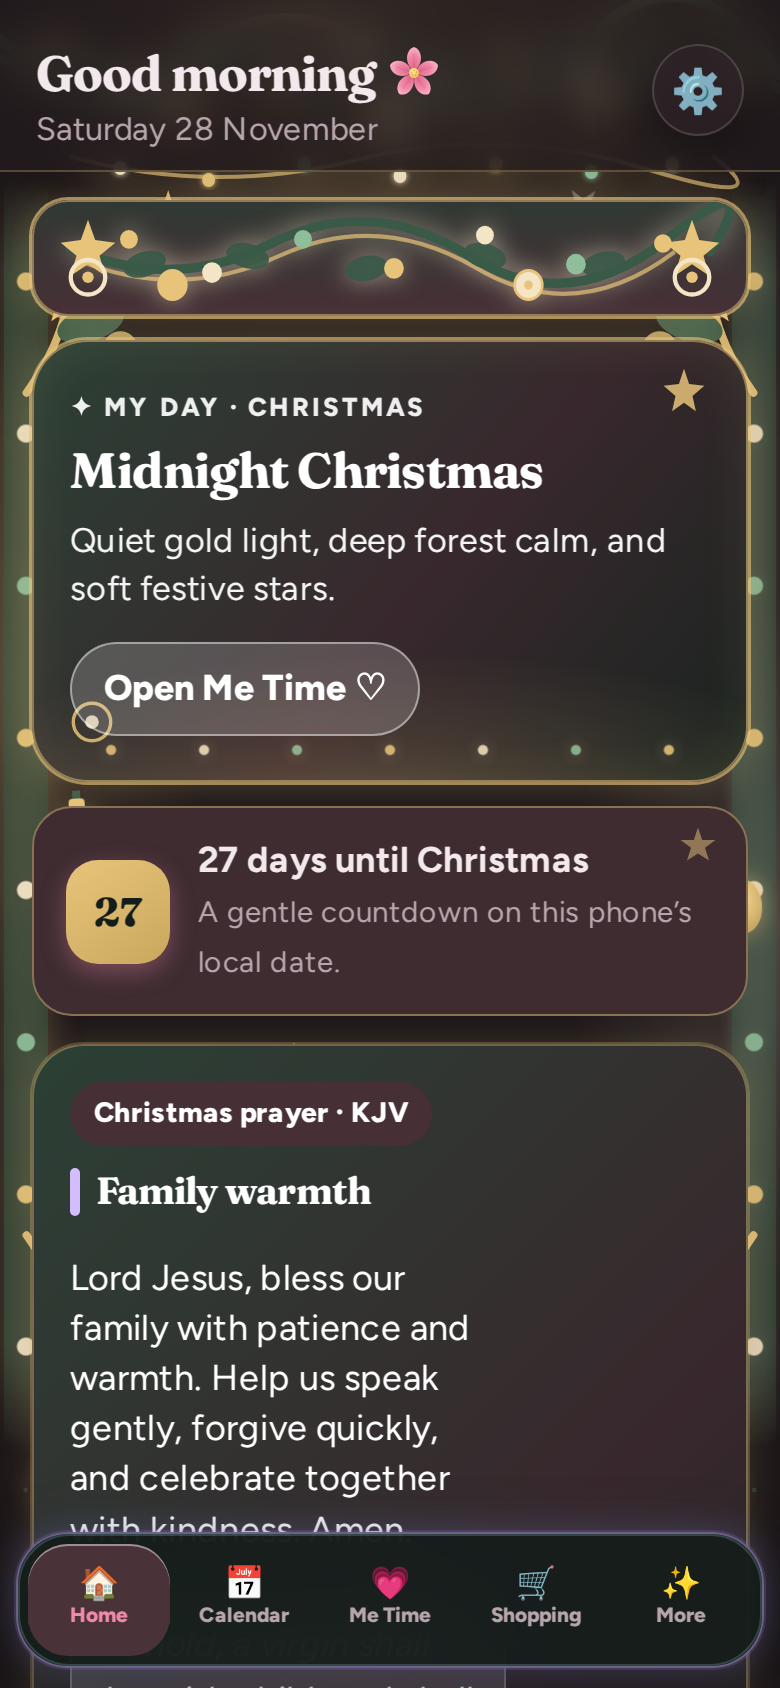 Good morning 🌸
Saturday 28 November
✦ MY DAY · CHRISTMAS
Midnight Christmas
Quiet gold light, deep forest calm, and
soft festive stars.
Open Me Time ♡
27
27 days until Christmas
A gentle countdown on this phone’s
local date.
Christmas prayer · KJV
Family warmth
Lord Jesus, bless our
family with patience and
warmth. Help us speak
gently, forgive quickly,
and celebrate together
with kindness. Amen.
July
17
Home
Calendar
Me Time
Shopping
More
a virgin shall